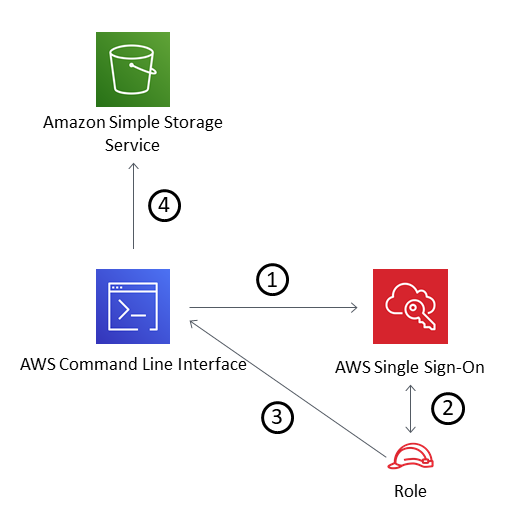 Amazon Simple Storage
Service
4
1
AWS Command Line Interface
AWS Single Sign-On
3
2
Role